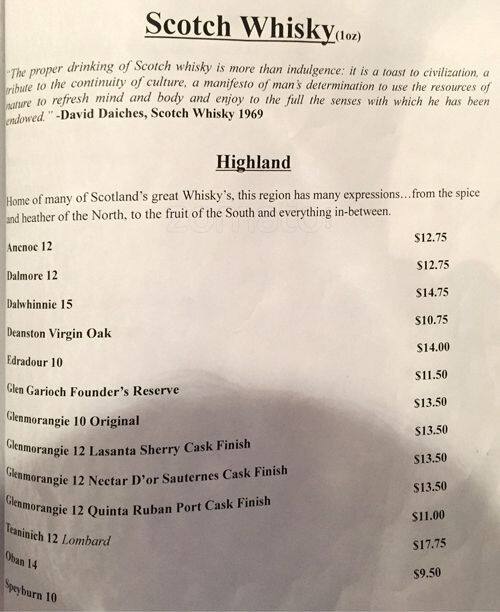 Scotch Whisky(1oz)
"The proper drinking of Scotch whisky is more than indulgence: it is a toast to civilization, a
tribute to the continuity of culture, a manifesto of man's determination to use the resources of
nature to refresh mind and body and enjoy to the full the senses with which he has been
endowed." -David Daiches, Scotch Whisky 1969
Highland
Home of many of Scotland's great Whisky's, this region has many expressions…from the spice
and heather of the North, to the fruit of the South and everything in-between.
Ancnoc 12 $12.75
Dalmore 12 $12.75
Dalwhinnie 15 $14.75
Deanston Virgin Oak $10.75
Edradour 10 $14.00
Glen Garioch Founder's Reserve $11.50
Glenmorangie 10 Original $13.50
Glenmorangie 12 Lasanta Sherry Cask Finish $13.50
Glenmorangie 12 Nectar D'or Sauternes Cask Finish $13.50
Glenmorangie 12 Quinta Ruban Port Cask Finish $13.50
Teaninich 12 Lombard $11.00
Oban 14 $17.75
Speyburn 10 $9.50